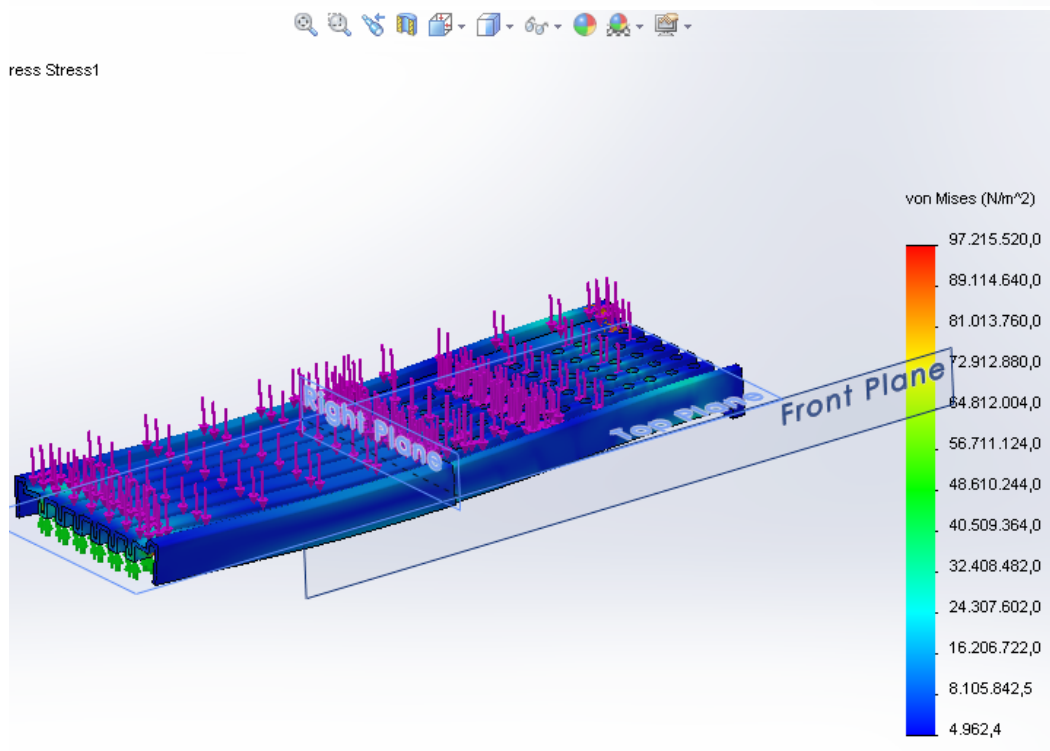 ress Stress1
von Mises (N/m^2)
97.215.520,0
89.114.640,0
81.013.760,0
72.912.880,0
64.812.004,0
56.711.124,0
48.610.244,0
40.509.364,0
32.408.482,0
24.307.602,0
16.206.722,0
8.105.842,5
4.962,4
Right Plane
Top Plane
Front Plane